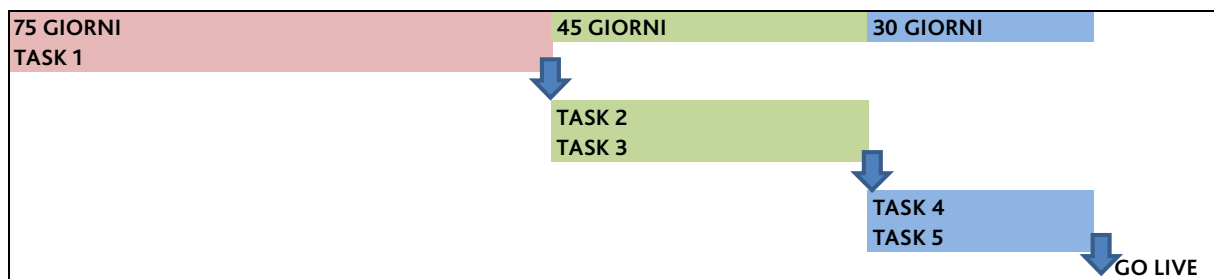 75 GIORNI
45 GIORNI
30 GIORNI
TASK 1
TASK 2
TASK 3
TASK 4
TASK 5
GO LIVE